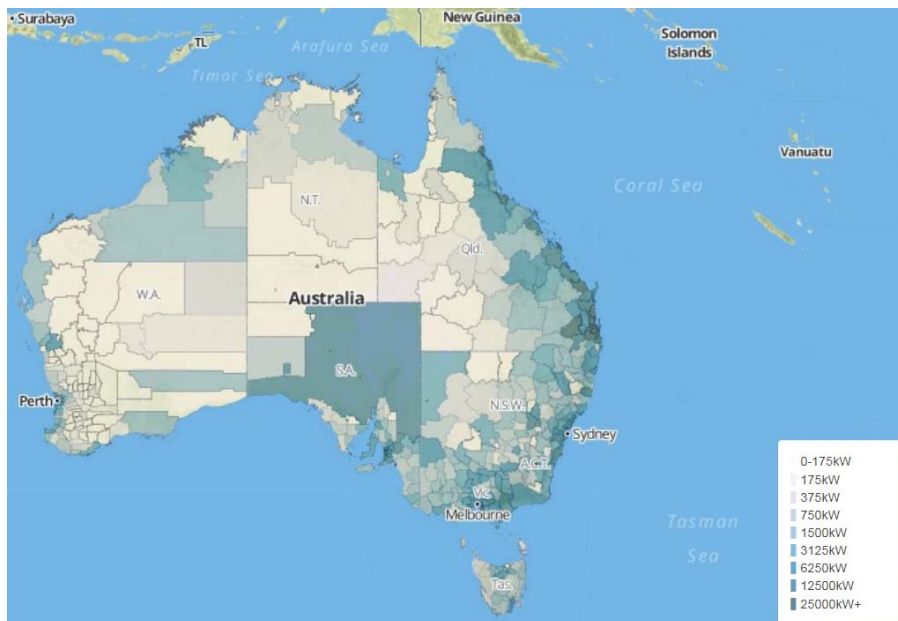 Surabaya
New Guinea
TL
Arafura Sea
Solomon
Islands
Timor Sea
Vanuatu
Coral Sea
N.T.
Qld.
W.A.
Australia
S.A.
N.S.W.
Perth
Sydney
A.C.T.
Vic.
Melbourne
Tasman
Sea
Tas.
0-175kW
175kW
375kW
750kW
1500kW
3125kW
6250kW
12500kW
25000kW+